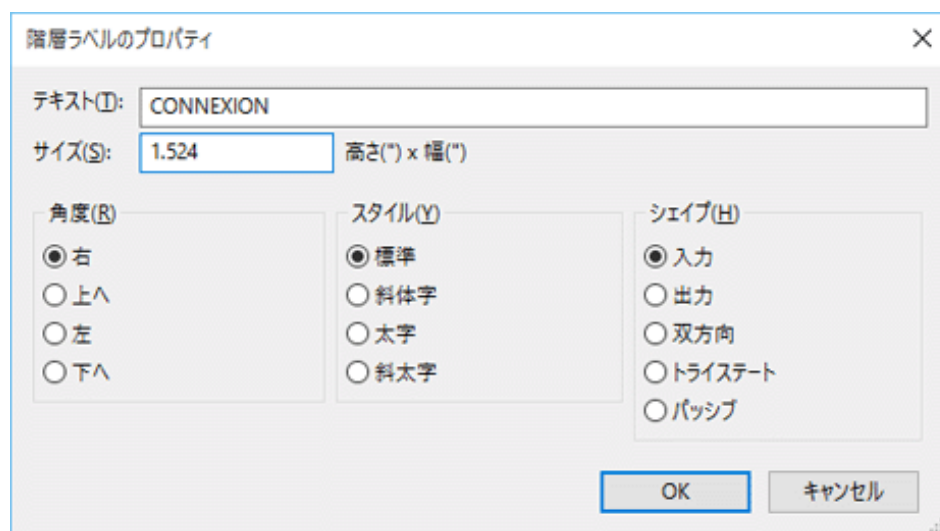 階層ラベルのプロパティ
テキスト(T): CONNEXION
サイズ(S): 1.524 高さ(") x 幅(")
角度(R) スタイル(Y) シェイプ(H)
右 標準 入力
上へ 斜体字 出力
左 太字 双方向
下へ 斜太字 トライステート
パッシブ
OK キャンセル